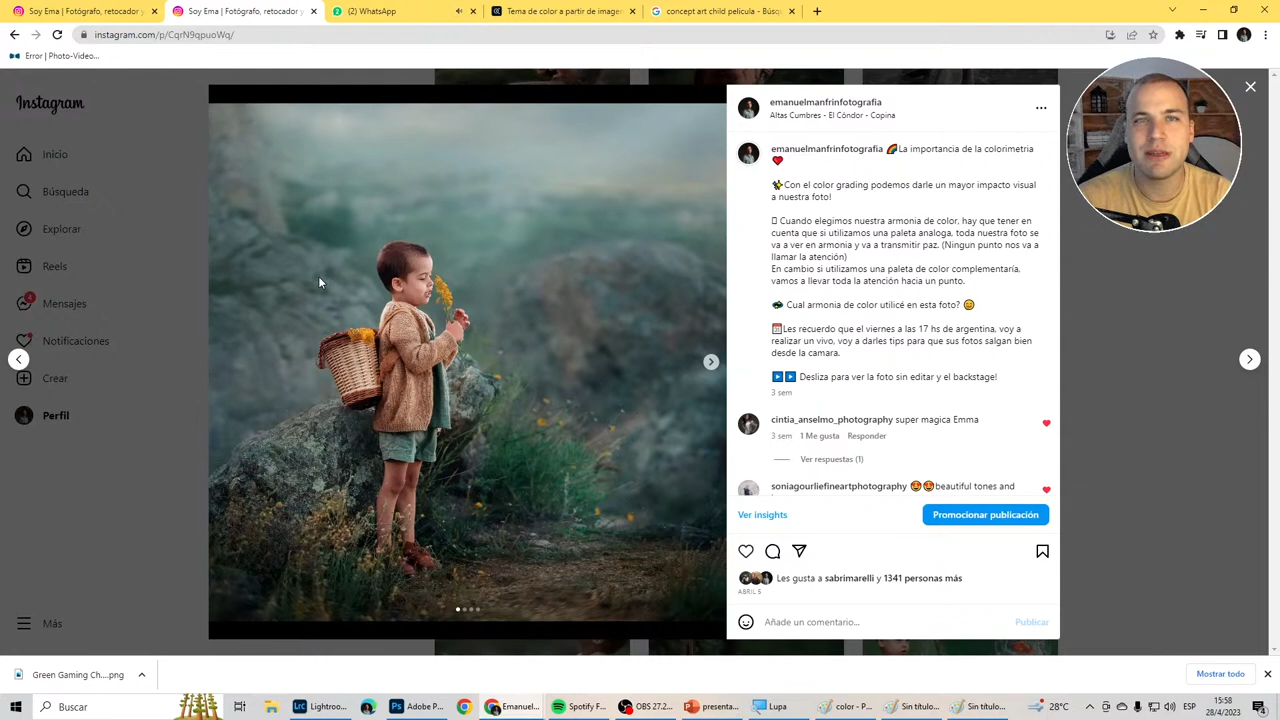 Soy Ema | Fotógrafo, retocador y
Soy Ema | Fotógrafo, retocador y
(2) WhatsApp
Tema de color a partir de imagen
concept art child pelicula - Búsq
instagram.com/p/CqrN9qpuoWq/
Error | Photo-Video...
Instagram
Inicio
Búsqueda
Explorar
Reels
4
Mensajes
Notificaciones
Crear
Perfil
Más
emanuelmanfrinfotografia
Altas Cumbres - El Cóndor - Copina
emanuelmanfrinfotografia 🌈La importancia de la colorimetria
❤️
✨Con el color grading podemos darle un mayor impacto visual
a nuestra foto!
Cuando elegimos nuestra armonia de color, hay que tener en
cuenta que si utilizamos una paleta analoga, toda nuestra foto se
va a ver en armonia y va a transmitir paz. (Ningun punto nos va a
llamar la atención)
En cambio si utilizamos una paleta de color complementaría,
vamos a llevar toda la atención hacia un punto.
Cual armonia de color utilicé en esta foto?
Les recuerdo que el viernes a las 17 hs de argentina, voy a
realizar un vivo, voy a darles tips para que sus fotos salgan bien
desde la camara.
▶️▶️ Desliza para ver la foto sin editar y el backstage!
3 sem
cintia_anselmo_photography super magica Emma
3 sem 1 Me gusta Responder
Ver respuestas (1)
soniagourliefineartphotography 😍😍beautiful tones and
Ver insights
Promocionar publicación
Les gusta a sabrimarelli y 1341 personas más
ABRIL 5
Añade un comentario...
Publicar
Green Gaming Ch....png
Mostrar todo
Buscar
Lightroo...
Adobe P...
Emanuel...
Spotify F...
OBS 27.2...
presenta...
Lupa
color - P...
Sin título...
Sin título...
28°C
ESP
15:58
28/4/2023